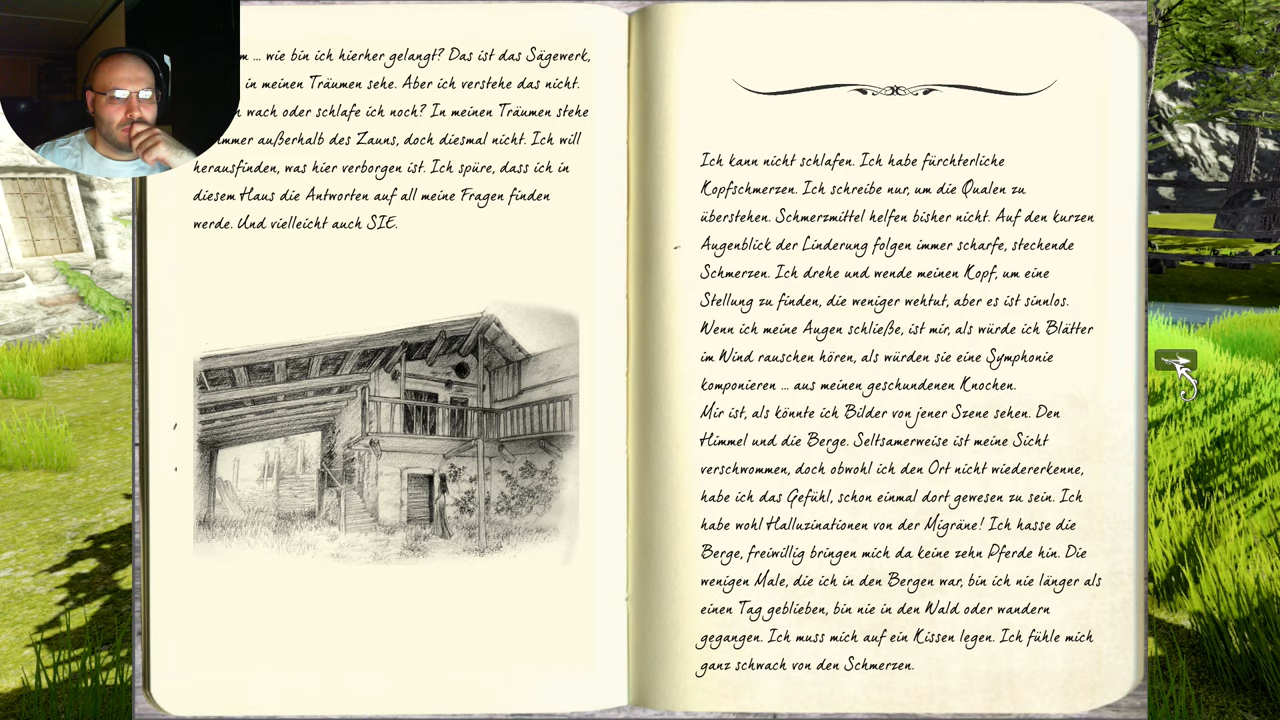 … wie bin ich hierher gelangt? Das ist das Sägewerk,
in meinen Träumen sehe. Aber ich verstehe das nicht.
wach oder schlafe ich noch? In meinen Träumen stehe
außerhalb des Zauns, doch diesmal nicht. Ich will
herausfinden, was hier verborgen ist. Ich spüre, dass ich in
diesem Haus die Antworten auf all meine Fragen finden
werde. Und vielleicht auch SIE.
Ich kann nicht schlafen. Ich habe fürchterliche
Kopfschmerzen. Ich schreibe nur, um die Qualen zu
überstehen. Schmerzmittel helfen bisher nicht. Auf den kurzen
Augenblick der Linderung folgen immer scharfe, stechende
Schmerzen. Ich drehe und wende meinen Kopf, um eine
Stellung zu finden, die weniger wehtut, aber es ist sinnlos.
Wenn ich meine Augen schließe, ist mir, als würde ich Blätter
im Wind rauschen hören, als würden sie eine Symphonie
komponieren … aus meinen geschundenen Knochen.
Mir ist, als könnte ich Bilder von jener Szene sehen. Den
Himmel und die Berge. Seltsamerweise ist meine Sicht
verschwommen, doch obwohl ich den Ort nicht wiedererkenne,
habe ich das Gefühl, schon einmal dort gewesen zu sein. Ich
habe wohl Halluzinationen von der Migräne! Ich hasse die
Berge, freiwillig bringen mich da keine zehn Pferde hin. Die
wenigen Male, die ich in den Bergen war, bin ich nie länger als
einen Tag geblieben, bin nie in den Wald oder wandern
gegangen. Ich muss mich auf ein Kissen legen. Ich fühle mich
ganz schwach von den Schmerzen.